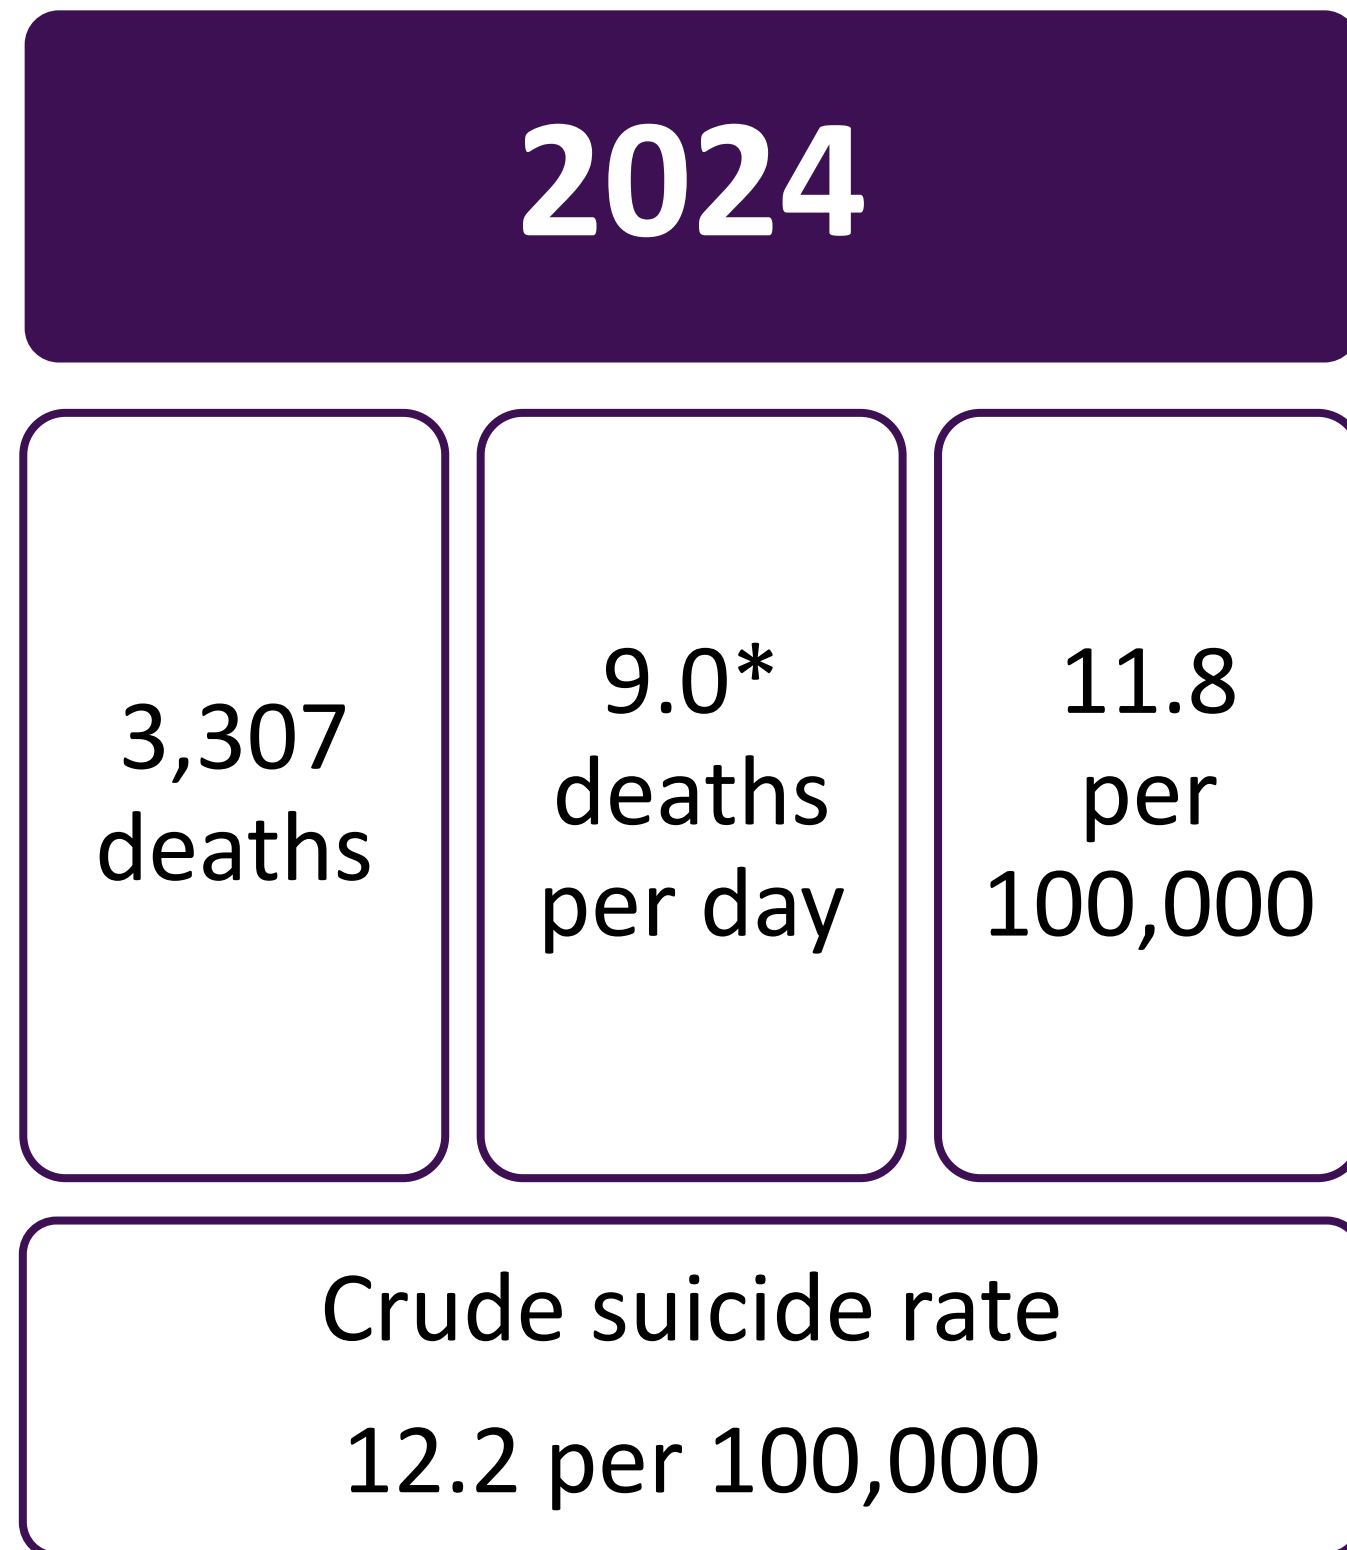 2024
3,307
deaths
9.0*
deaths
per day
11.8
per
100,000
Crude suicide rate
12.2 per 100,000